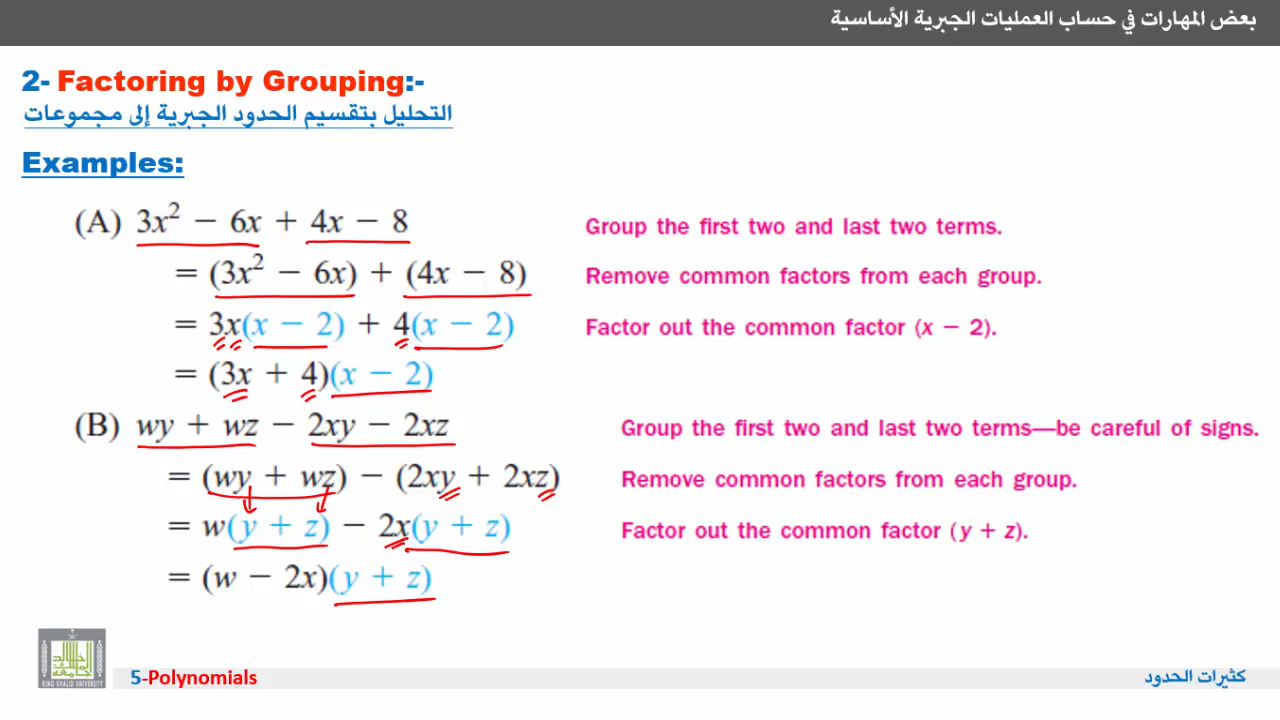 بعض المهارات في حساب العمليات الجبرية الأساسية
2- Factoring by Grouping:-
التحليل بتقسيم الحدود الجبرية إلى مجموعات
Examples:
(A) 3x² − 6x + 4x − 8 Group the first two and last two terms.
= (3x² − 6x) + (4x − 8) Remove common factors from each group.
= 3x(x − 2) + 4(x − 2) Factor out the common factor (x − 2).
= (3x + 4)(x − 2)
(B) wy + wz − 2xy − 2xz Group the first two and last two terms—be careful of signs.
= (wy + wz) − (2xy + 2xz) Remove common factors from each group.
= w(y + z) − 2x(y + z) Factor out the common factor (y + z).
= (w − 2x)(y + z)
KING KHALID UNIVERSITY
5-Polynomials كثيرات الحدود